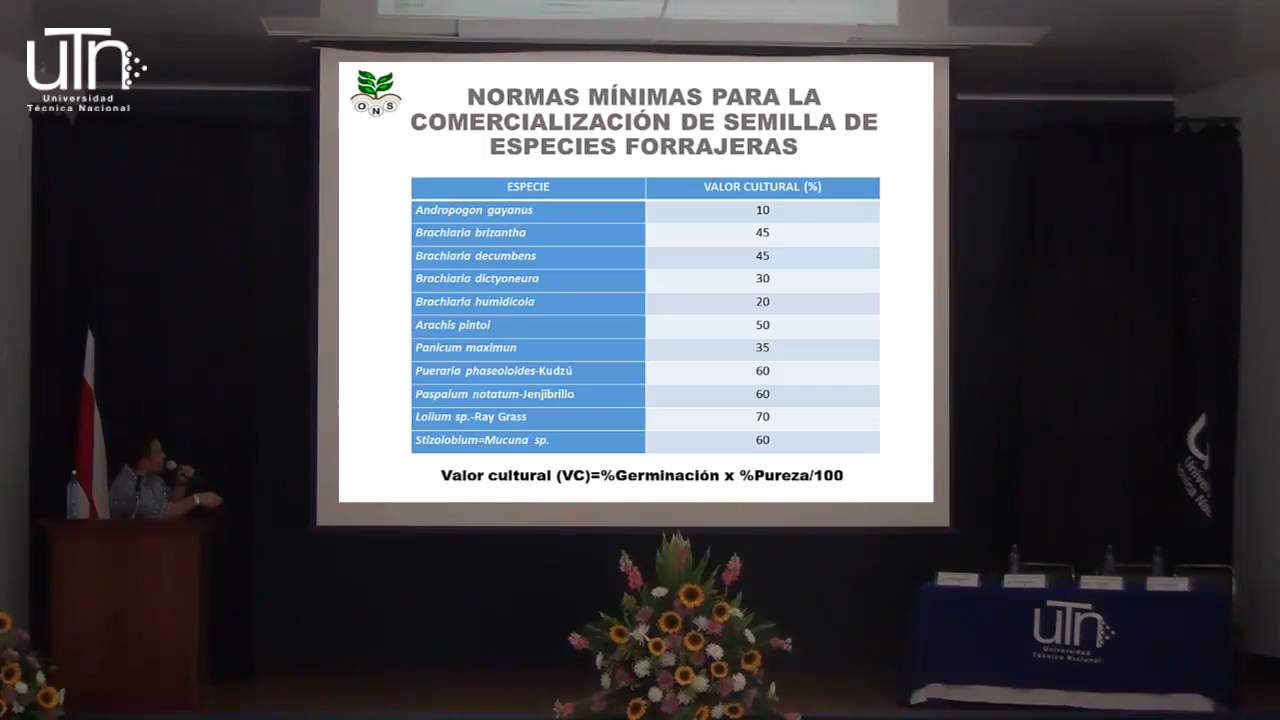 uTn
Universidad
Técnica Nacional
ONS
NORMAS MÍNIMAS PARA LA
COMERCIALIZACIÓN DE SEMILLA DE
ESPECIES FORRAJERAS
ESPECIE VALOR CULTURAL (%)
Andropogon gayanus 10
Brachiaria brizantha 45
Brachiaria decumbens 45
Brachiaria dictyoneura 30
Brachiaria humidicola 20
Arachis pintoi 50
Panicum maximun 35
Pueraria phaseoloides-Kudzú 60
Paspalum notatum-Jenjibrillo 60
Lolium sp.-Ray Grass 70
Stizolobium=Mucuna sp. 60
Valor cultural (VC)=%Germinación x %Pureza/100
uTn
Universidad
Técnica Nacional